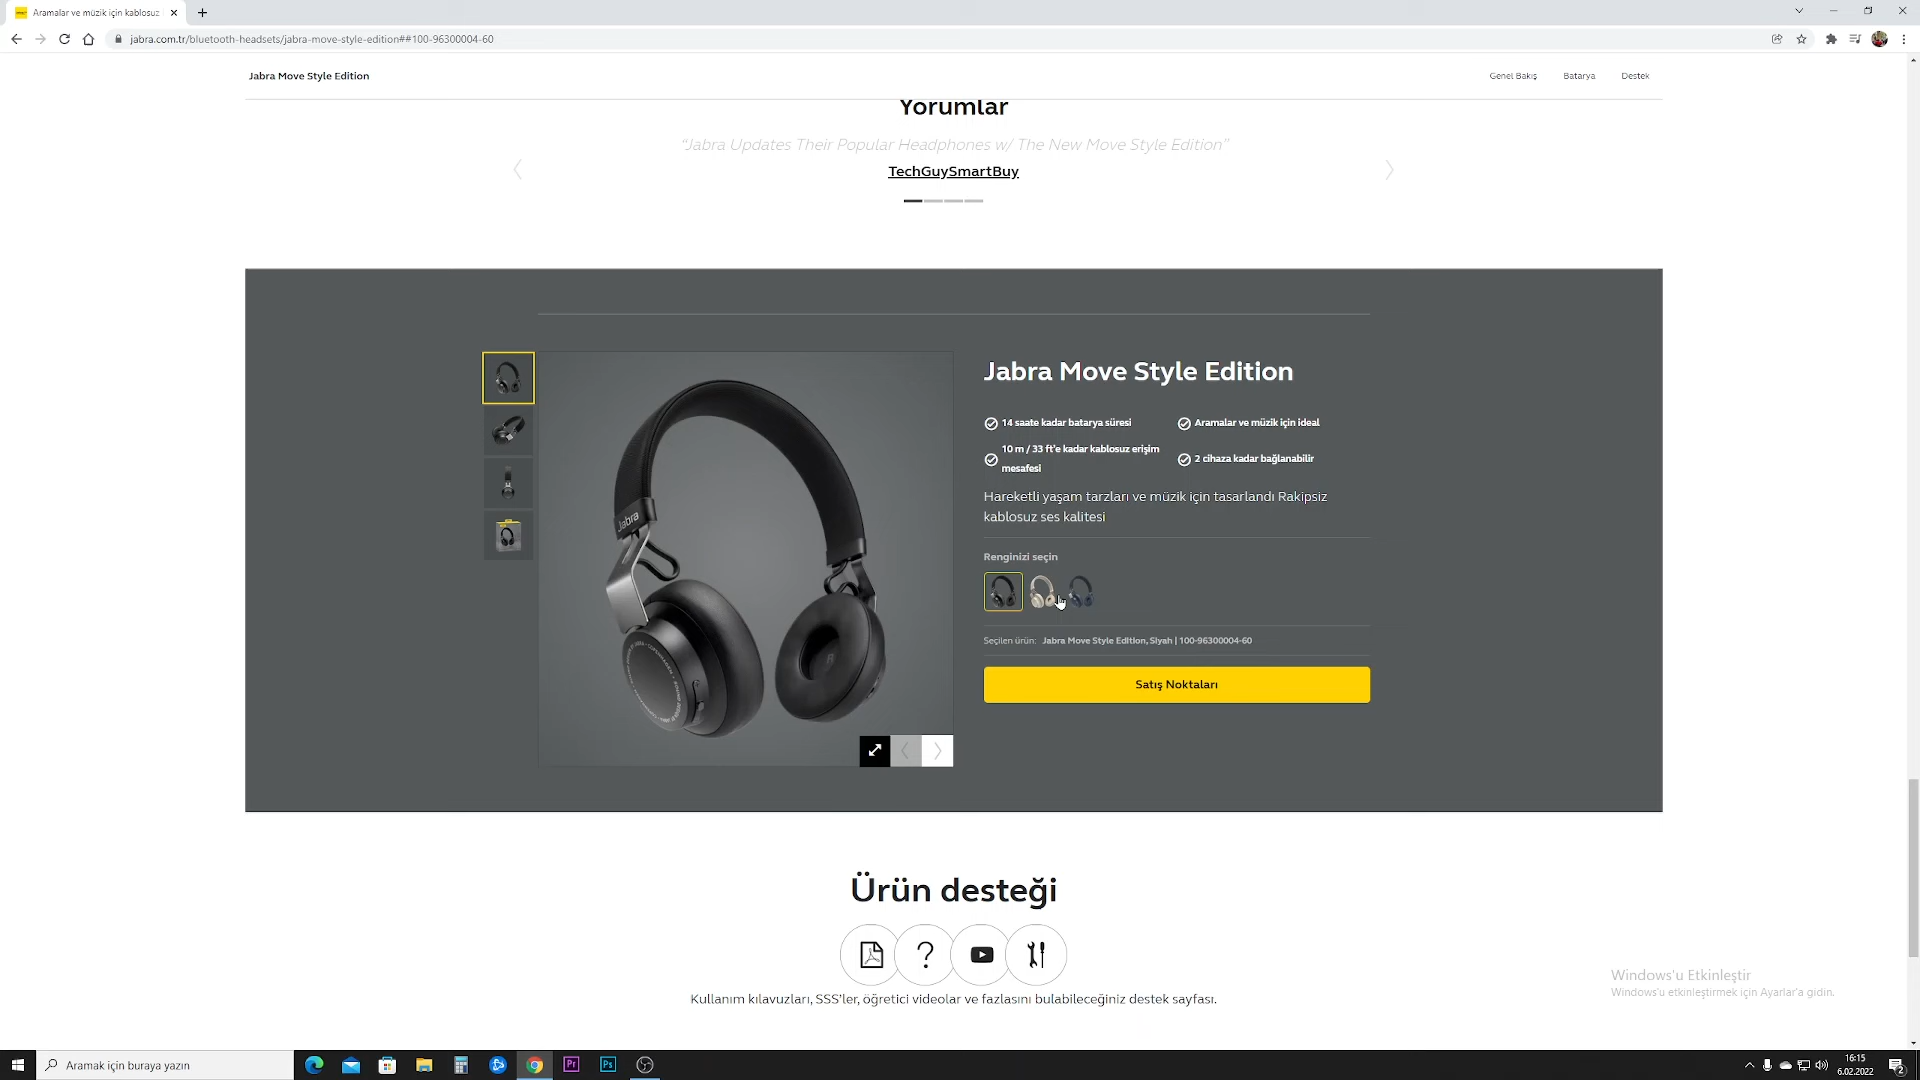 Aramalar ve müzik için kablosuz
jabra.com.tr/bluetooth-headsets/jabra-move-style-edition##100-96300004-60
Jabra Move Style Edition
Genel Bakış
Batarya
Destek
Yorumlar
“Jabra Updates Their Popular Headphones w/ The New Move Style Edition”
TechGuySmartBuy
Jabra
Jabra Move Style Edition
14 saate kadar batarya süresi
Aramalar ve müzik için ideal
10 m / 33 ft'e kadar kablosuz erişim
mesafesi
2 cihaza kadar bağlanabilir
Hareketli yaşam tarzları ve müzik için tasarlandı Rakipsiz
kablosuz ses kalitesi
Renginizi seçin
Seçilen ürün: Jabra Move Style Edition, Siyah | 100-96300004-60
Satış Noktaları
Ürün desteği
?
Kullanım kılavuzları, SSS'ler, öğretici videolar ve fazlasını bulabileceğiniz destek sayfası.
Windows'u Etkinleştir
Windows'u etkinleştirmek için Ayarlar'a gidin.
Aramak için buraya yazın
Pr
Ps
16:15
6.02.2022
2